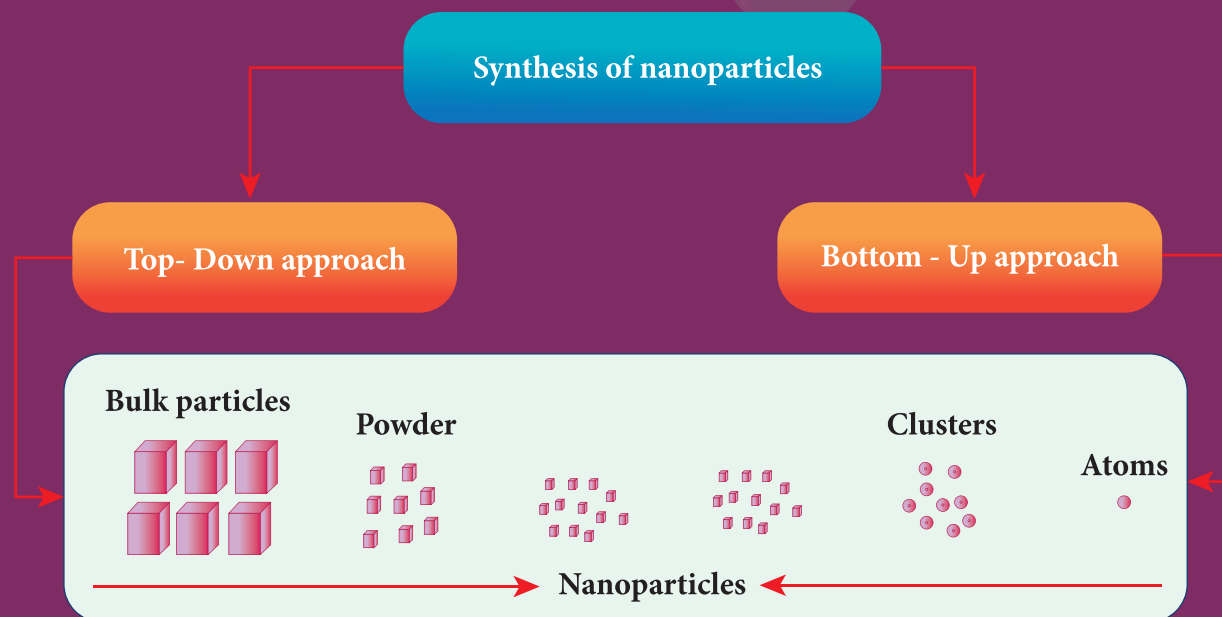 Synthesis of nanoparticles
Top- Down approach
Bottom - Up approach
Bulk particles
Powder
Clusters
Atoms
Nanoparticles